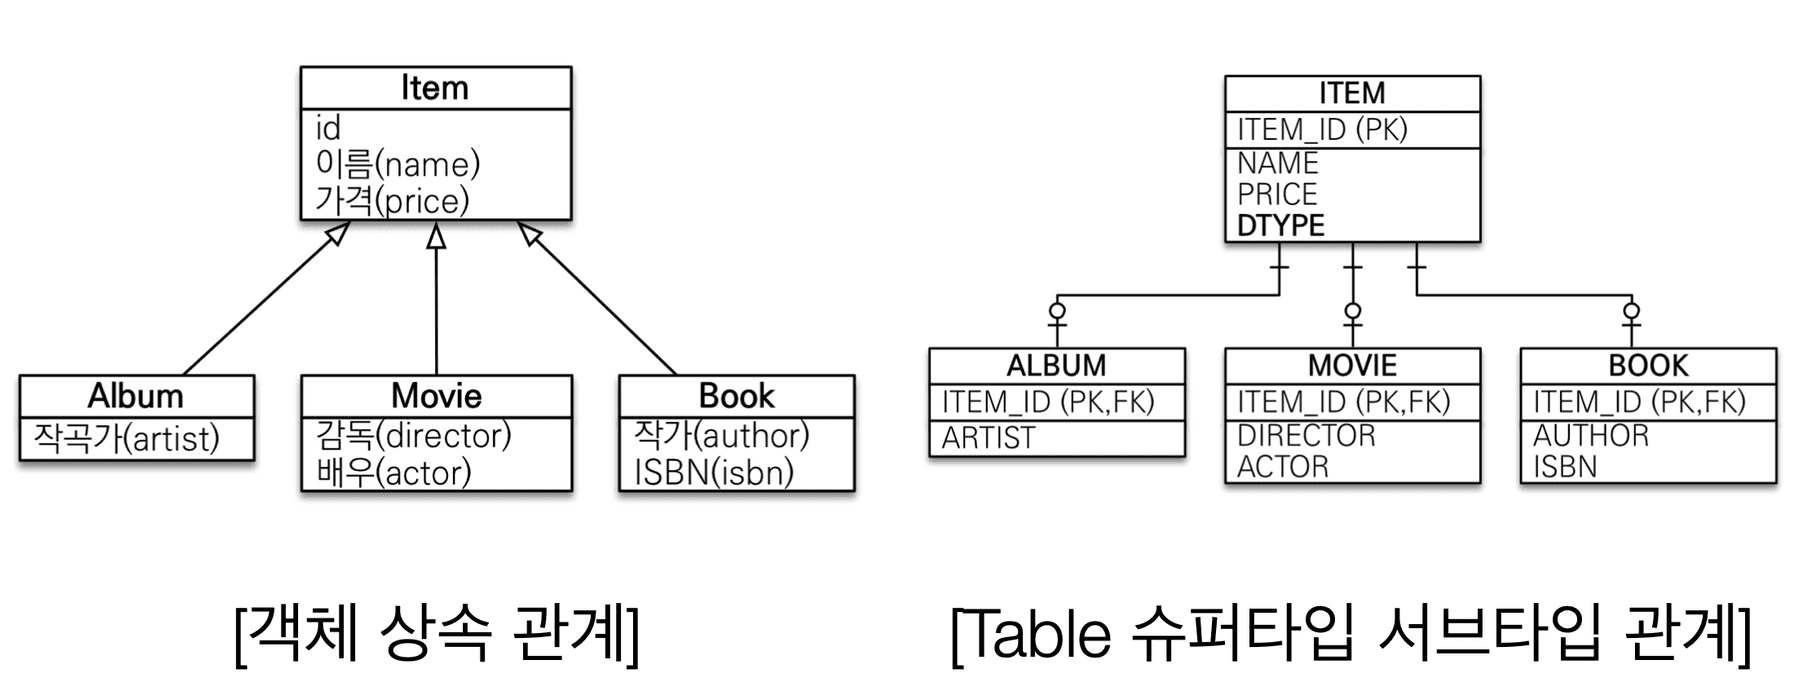 Item
id
이름(name)
가격(price)
Album
작곡가(artist)
Movie
감독(director)
배우(actor)
Book
작가(author)
ISBN(isbn)
[객체 상속 관계]
ITEM
ITEM_ID (PK)
NAME
PRICE
DTYPE
ALBUM
ITEM_ID (PK,FK)
ARTIST
MOVIE
ITEM_ID (PK,FK)
DIRECTOR
ACTOR
BOOK
ITEM_ID (PK,FK)
AUTHOR
ISBN
[Table 슈퍼타입 서브타입 관계]